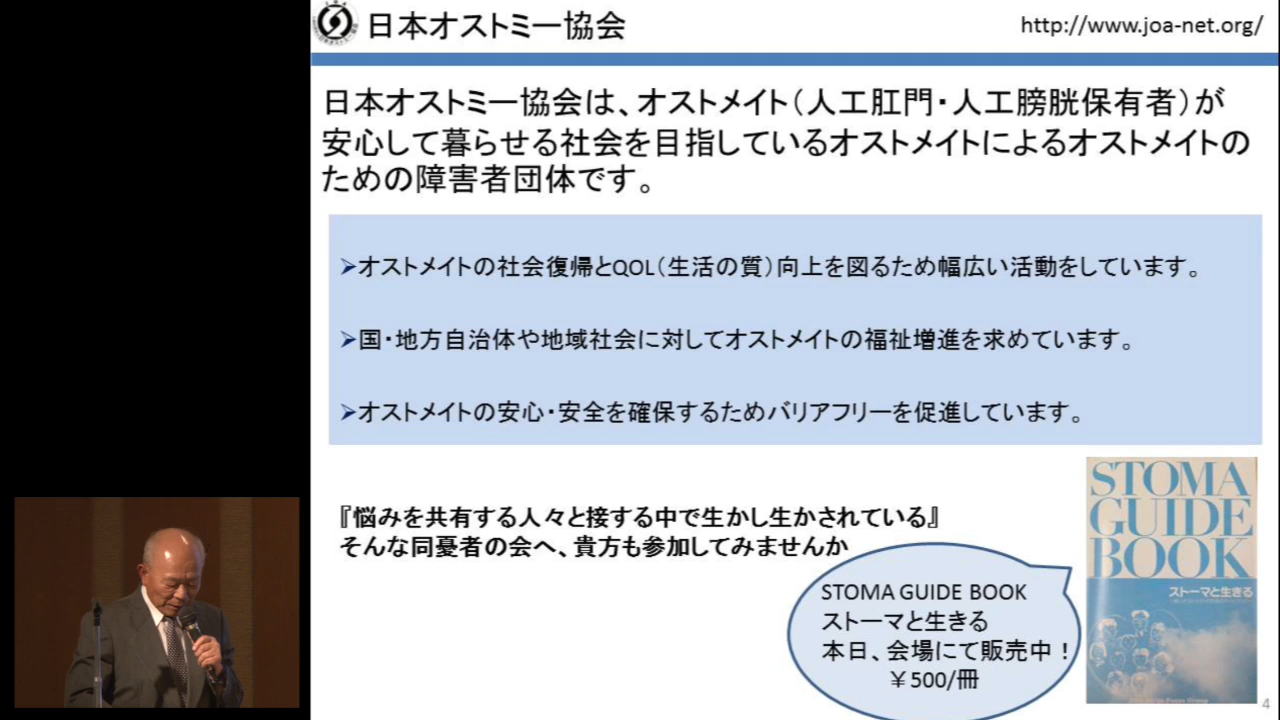 日本オストミー協会
http://www.joa-net.org/
日本オストミー協会は、オストメイト（人工肛門・人工膀胱保有者）が
安心して暮らせる社会を目指しているオストメイトによるオストメイトの
ための障害者団体です。
➢オストメイトの社会復帰とQOL（生活の質）向上を図るため幅広い活動をしています。
➢国・地方自治体や地域社会に対してオストメイトの福祉増進を求めています。
➢オストメイトの安心・安全を確保するためバリアフリーを促進しています。
『悩みを共有する人々と接する中で生かし生かされている』
そんな同憂者の会へ、貴方も参加してみませんか
STOMA GUIDE BOOK
ストーマと生きる
本日、会場にて販売中！
￥500/冊
STOMA
GUIDE
BOOK
ストーマと生きる
4